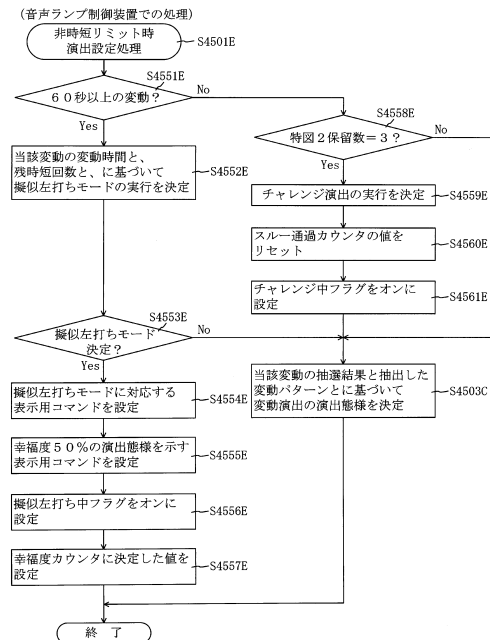 （音声ランプ制御装置での処理）
非時短リミット時
演出設定処理
S4501E
S4551E
６０秒以上の変動？
No
Yes
当該変動の変動時間と、
残時短回数と、に基づいて
擬似左打ちモードの実行を決定
S4552E
S4558E
特図２保留数＝３？
No
Yes
チャレンジ演出の実行を決定
S4559E
スルー通過カウンタの値を
リセット
S4560E
チャレンジ中フラグをオンに
設定
S4561E
S4553E
擬似左打ちモード
決定？
No
Yes
当該変動の抽選結果と抽出した
変動パターンとに基づいて
変動演出の演出態様を決定
S4503C
擬似左打ちモードに対応する
表示用コマンドを設定
S4554E
幸福度５０％の演出態様を示す
表示用コマンドを設定
S4555E
擬似左打ち中フラグをオンに
設定
S4556E
幸福度カウンタに決定した値を
設定
S4557E
終 了